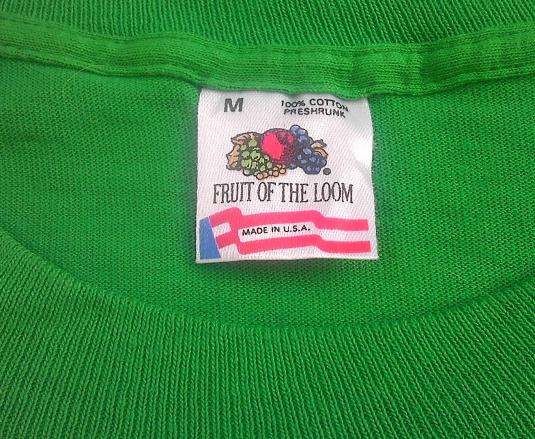 M
100% COTTON
PRESHRUNK
FRUIT OF THE LOOM
MADE IN U.S.A.